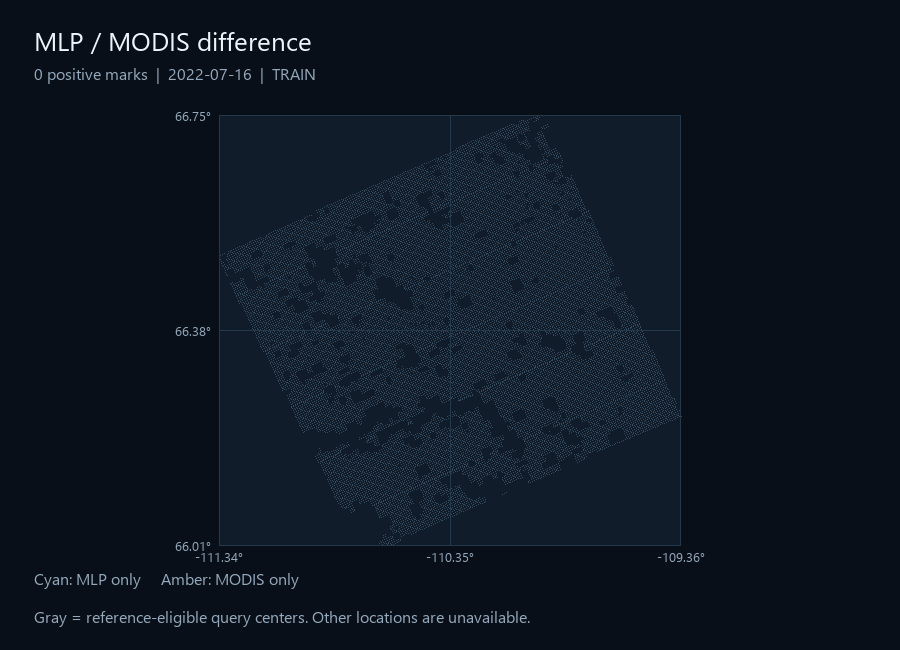 MLP / MODIS difference
0 positive marks | 2022-07-16 | TRAIN
66.75°
66.38°
66.01°
-111.34° -110.35° -109.36°
Cyan: MLP only Amber: MODIS only
Gray = reference-eligible query centers. Other locations are unavailable.